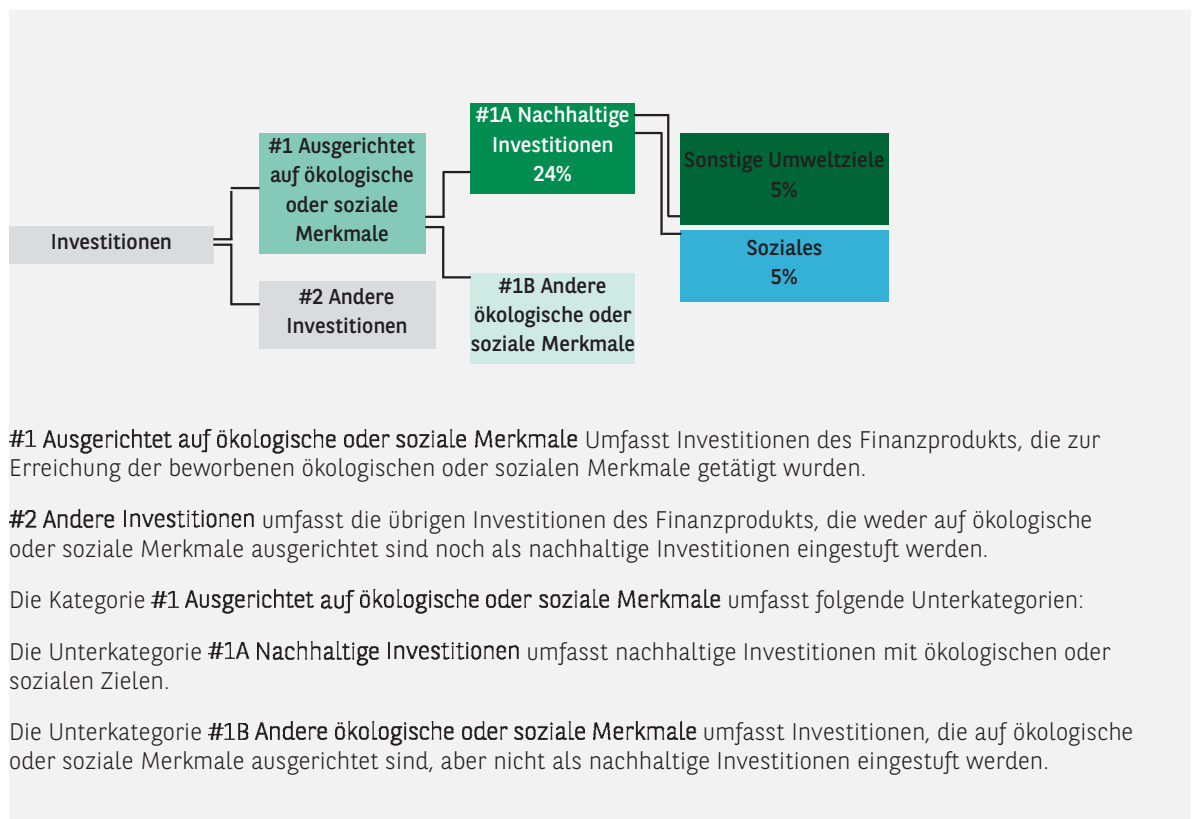 Investitionen
#1 Ausgerichtet
auf ökologische
oder soziale
Merkmale
#2 Andere
Investitionen
#1A Nachhaltige
Investitionen
24%
#1B Andere
ökologische oder
soziale Merkmale
Sonstige Umweltziele
5%
Soziales
5%
#1 Ausgerichtet auf ökologische oder soziale Merkmale Umfasst Investitionen des Finanzprodukts, die zur
Erreichung der beworbenen ökologischen oder sozialen Merkmale getätigt wurden.
#2 Andere Investitionen umfasst die übrigen Investitionen des Finanzprodukts, die weder auf ökologische
oder soziale Merkmale ausgerichtet sind noch als nachhaltige Investitionen eingestuft werden.
Die Kategorie #1 Ausgerichtet auf ökologische oder soziale Merkmale umfasst folgende Unterkategorien:
Die Unterkategorie #1A Nachhaltige Investitionen umfasst nachhaltige Investitionen mit ökologischen oder
sozialen Zielen.
Die Unterkategorie #1B Andere ökologische oder soziale Merkmale umfasst Investitionen, die auf ökologische
oder soziale Merkmale ausgerichtet sind, aber nicht als nachhaltige Investitionen eingestuft werden.